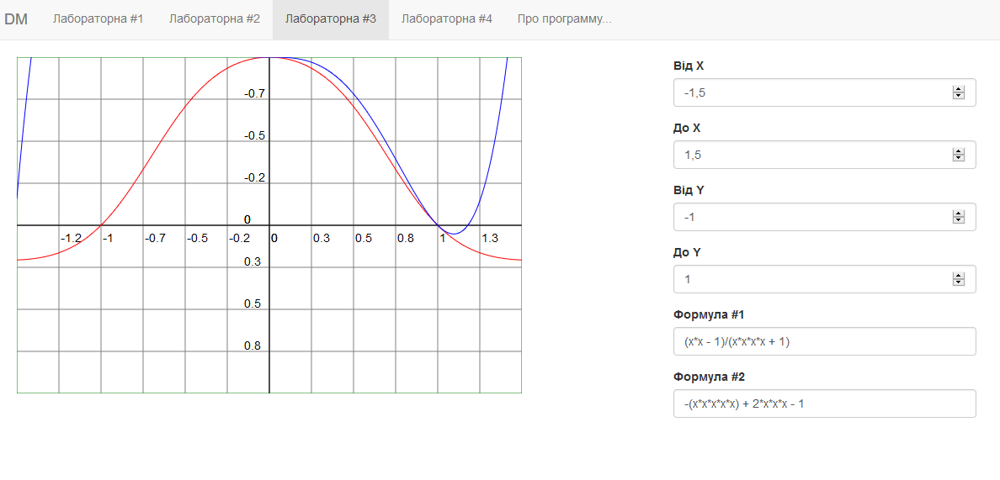 DM Лабораторна #1 Лабораторна #2 Лабораторна #3 Лабораторна #4 Про программу...
-0.7
-0.5
-0.2
0
-1.2 -1 -0.7 -0.5 -0.2 0 0.3 0.5 0.8 1 1.3
0.3
0.5
0.8
Від X
-1,5
До X
1,5
Від Y
-1
До Y
1
Формула #1
(x*x - 1)/(x*x*x*x + 1)
Формула #2
-(x*x*x*x*x) + 2*x*x*x - 1